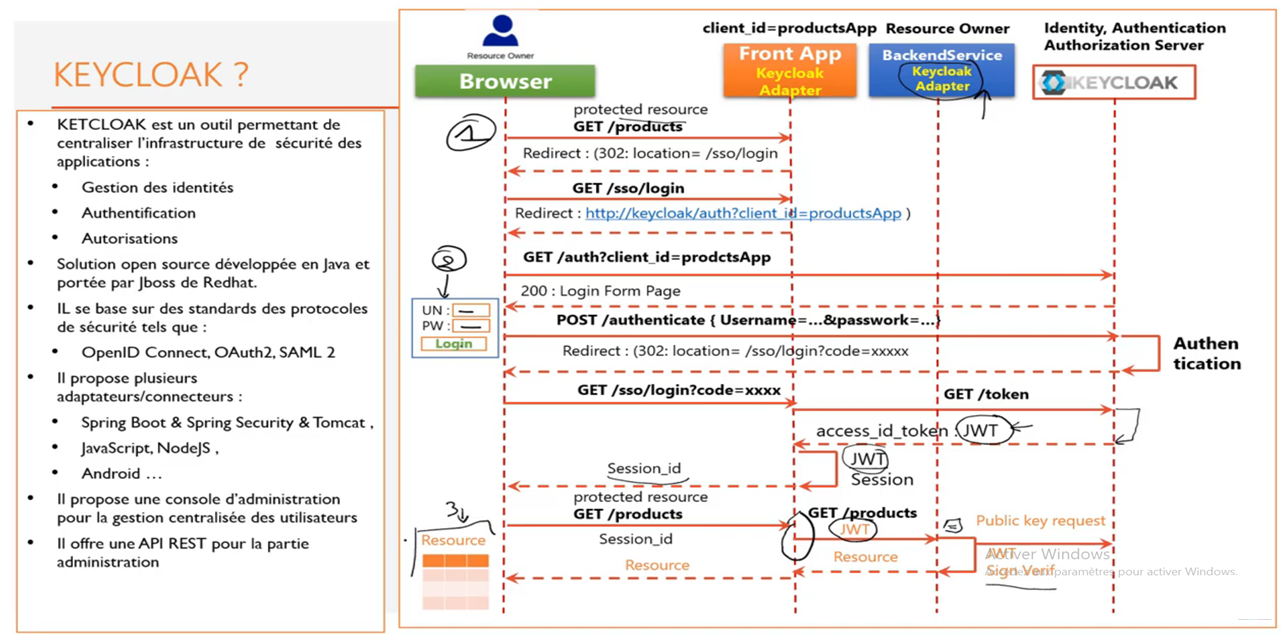 KEYCLOAK ?
• KETCLOAK est un outil permettant de
centraliser l'infrastructure de sécurité des
applications :
• Gestion des identités
• Authentification
• Autorisations
• Solution open source développée en Java et
portée par Jboss de Redhat.
• IL se base sur des standards des protocoles
de sécurité tels que :
• OpenID Connect, OAuth2, SAML 2
• Il propose plusieurs
adaptateurs/connecteurs :
• Spring Boot & Spring Security & Tomcat ,
• JavaScript, NodeJS ,
• Android …
• Il propose une console d'administration
pour la gestion centralisée des utilisateurs
• Il offre une API REST pour la partie
administration
Resource Owner
Browser
client_id=productsApp
Front App
Keycloak
Adapter
Resource Owner
BackendService
Keycloak
Adapter
Identity, Authentication
Authorization Server
KEYCLOAK
1
protected resource
GET /products
Redirect : (302: location= /sso/login
GET /sso/login
Redirect : http://keycloak/auth?client_id=productsApp )
2
GET /auth?client_id=prodctsApp
200 : Login Form Page
UN :
PW :
Login
POST /authenticate { Username=...&passwork=...}
Redirect : (302: location= /sso/login?code=xxxxx
Authen
tication
GET /sso/login?code=xxxx
GET /token
access_id_token : JWT
JWT
Session
Session_id
protected resource
GET /products
Session_id
3
Resource
GET /products
JWT
Public key request
JWT
Sign Verif
Resource
Resource
Activer Windows
paramètres pour activer Windows.